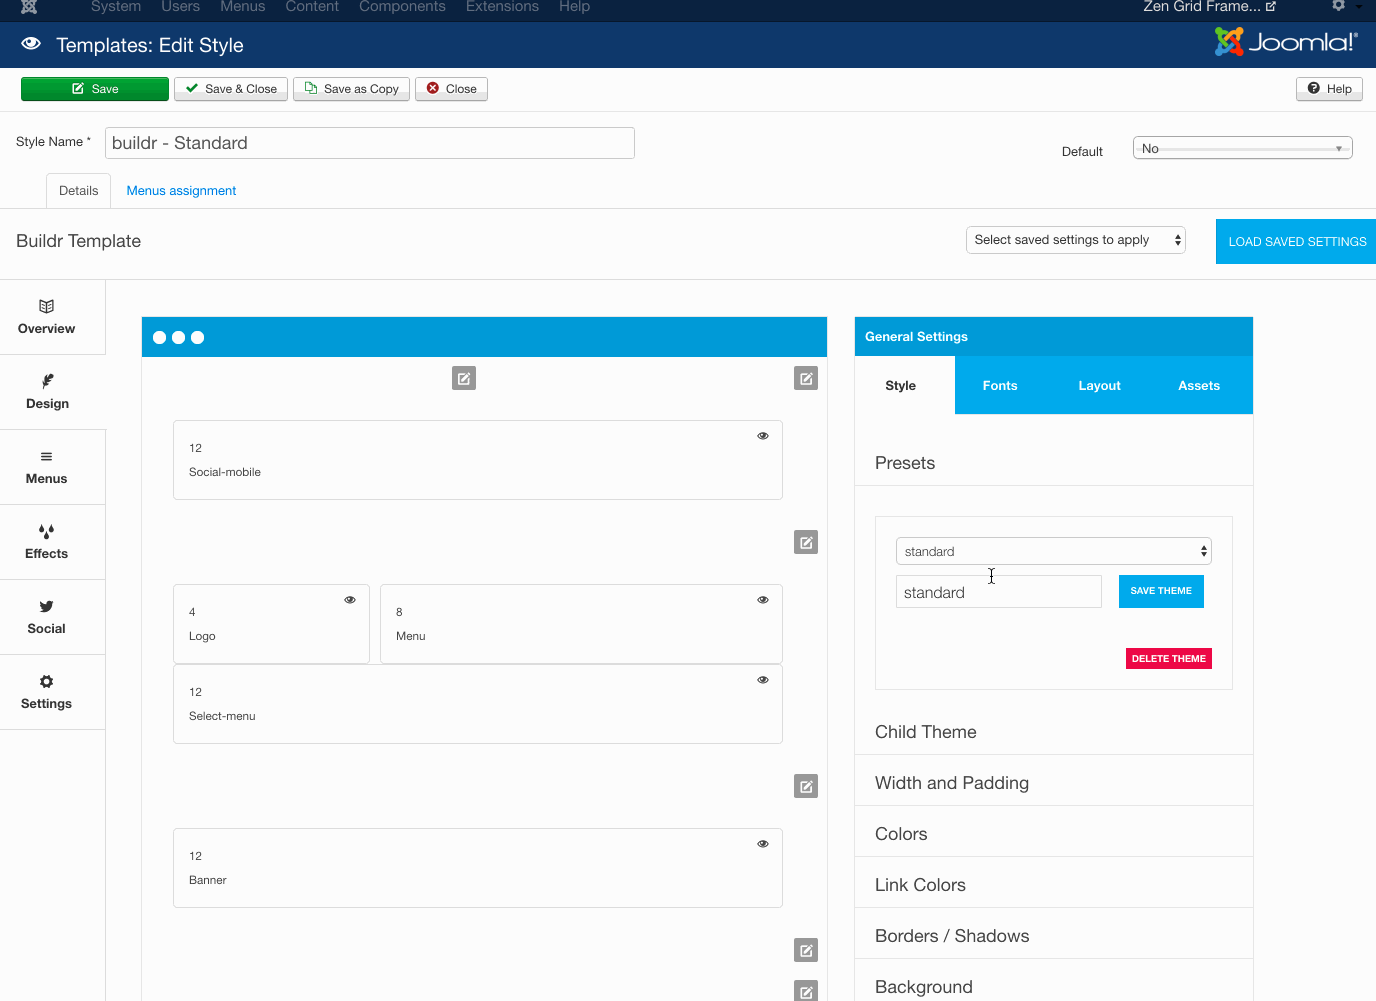 System Users Menus Content Components Extensions Help Zen Grid Frame...
Templates: Edit Style Joomla!®
Save Save & Close Save as Copy Close Help
Style Name * buildr - Standard Default No
Details Menus assignment
Buildr Template Select saved settings to apply LOAD SAVED SETTINGS
Overview
Design
Menus
Effects
Social
Settings
12
Social-mobile
4
Logo
8
Menu
12
Select-menu
12
Banner
General Settings
Style Fonts Layout Assets
Presets
standard
standard SAVE THEME
DELETE THEME
Child Theme
Width and Padding
Colors
Link Colors
Borders / Shadows
Background